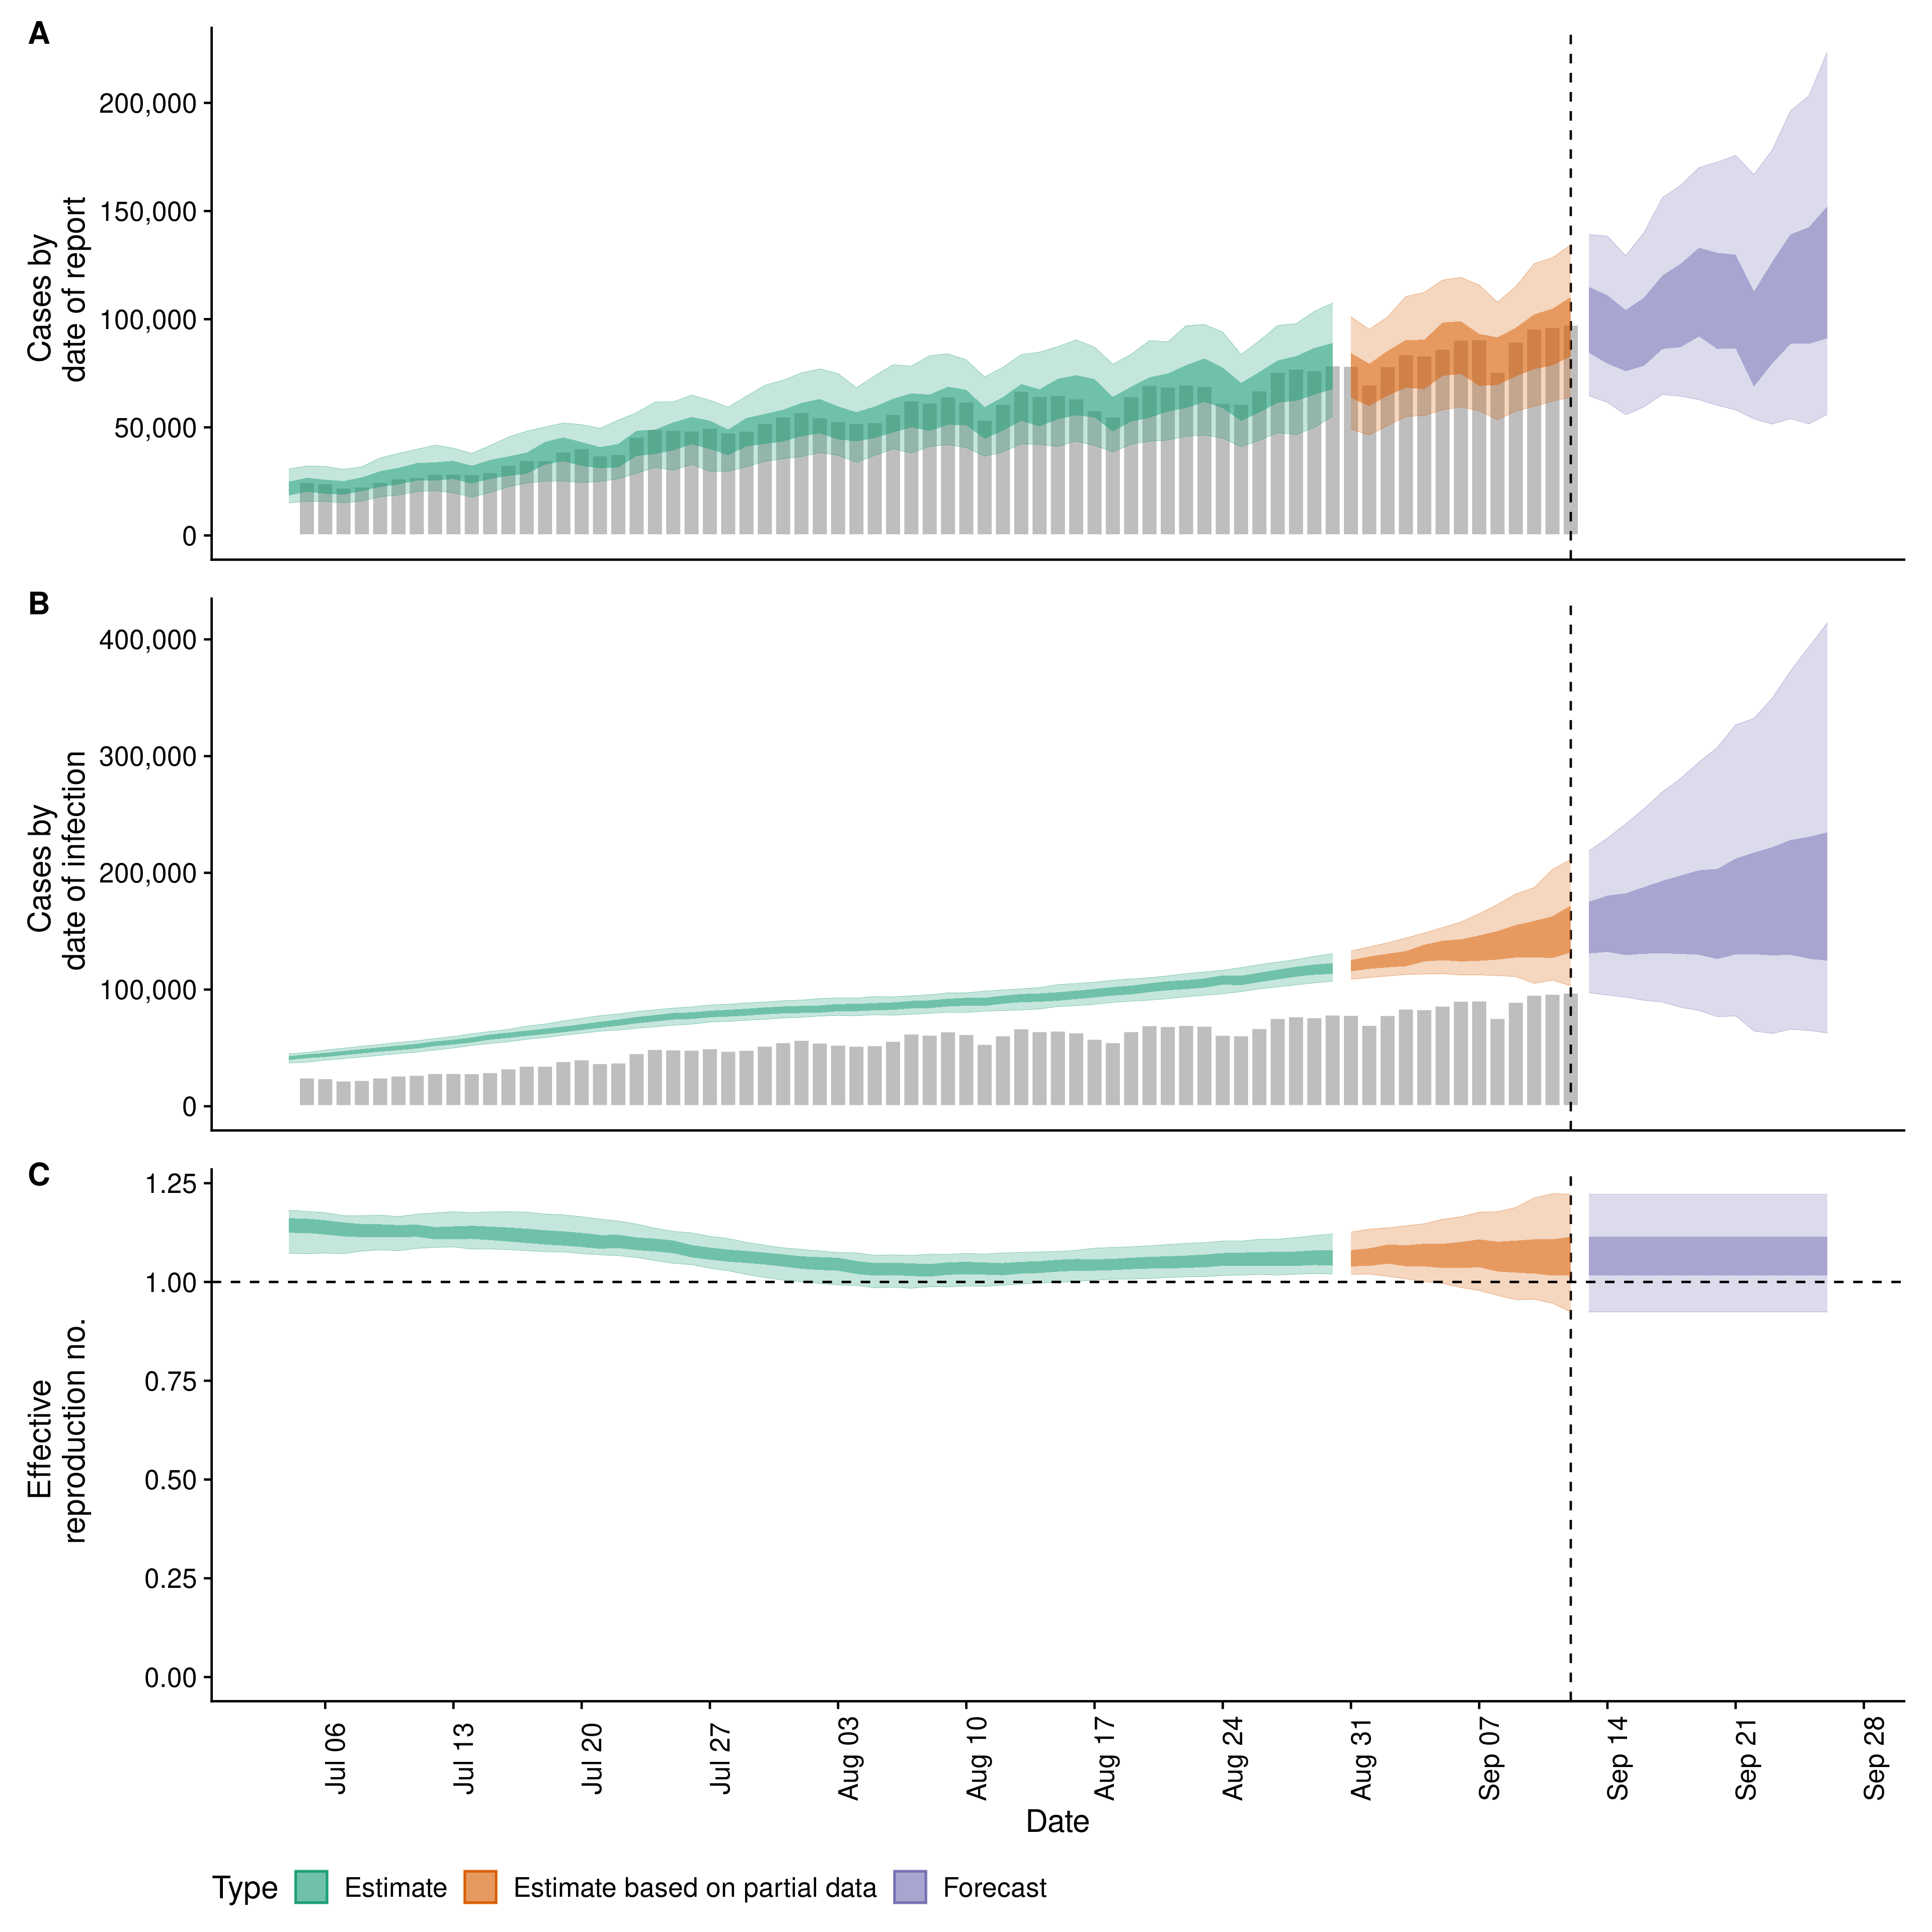 A
Cases by
date of report
200,000
150,000
100,000
50,000
0
B
Cases by
date of infection
400,000
300,000
200,000
100,000
0
C
Effective
reproduction no.
1.25
1.00
0.75
0.50
0.25
0.00
Jul 06
Jul 13
Jul 20
Jul 27
Aug 03
Aug 10
Aug 17
Aug 24
Aug 31
Sep 07
Sep 14
Sep 21
Sep 28
Date
Type Estimate Estimate based on partial data Forecast